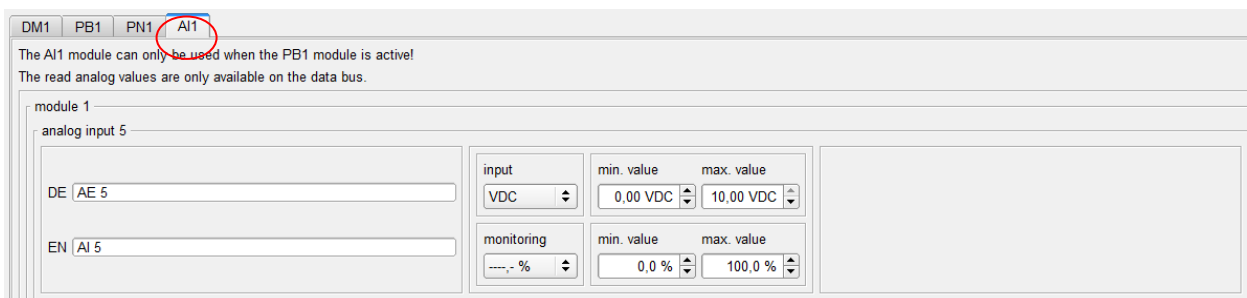 DM1 PB1 PN1 AI1
The AI1 module can only be used when the PB1 module is active!
The read analog values are only available on the data bus.
module 1
analog input 5
input min. value max. value
DE AE 5 VDC 0,00 VDC 10,00 VDC
monitoring min. value max. value
EN AI 5 ----,- % 0,0 % 100,0 %